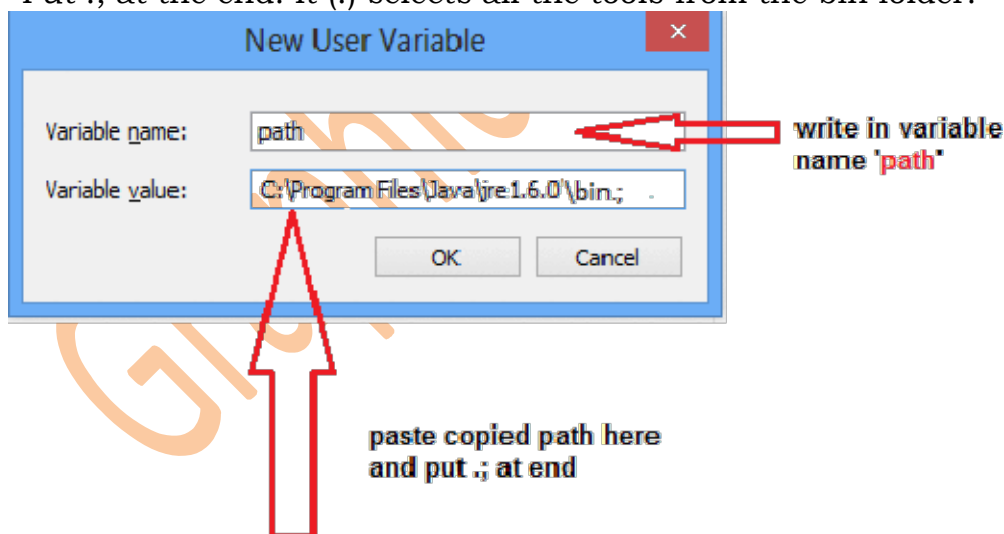 Put .; at the end. It (.) selects all the tools from the bin folder.
New User Variable
Variable name:
path
write in variable
name 'path'
Variable value:
C:\Program Files\Java\jre1.6.0\bin.;
OK
Cancel
Graphic
paste copied path here
and put .; at end